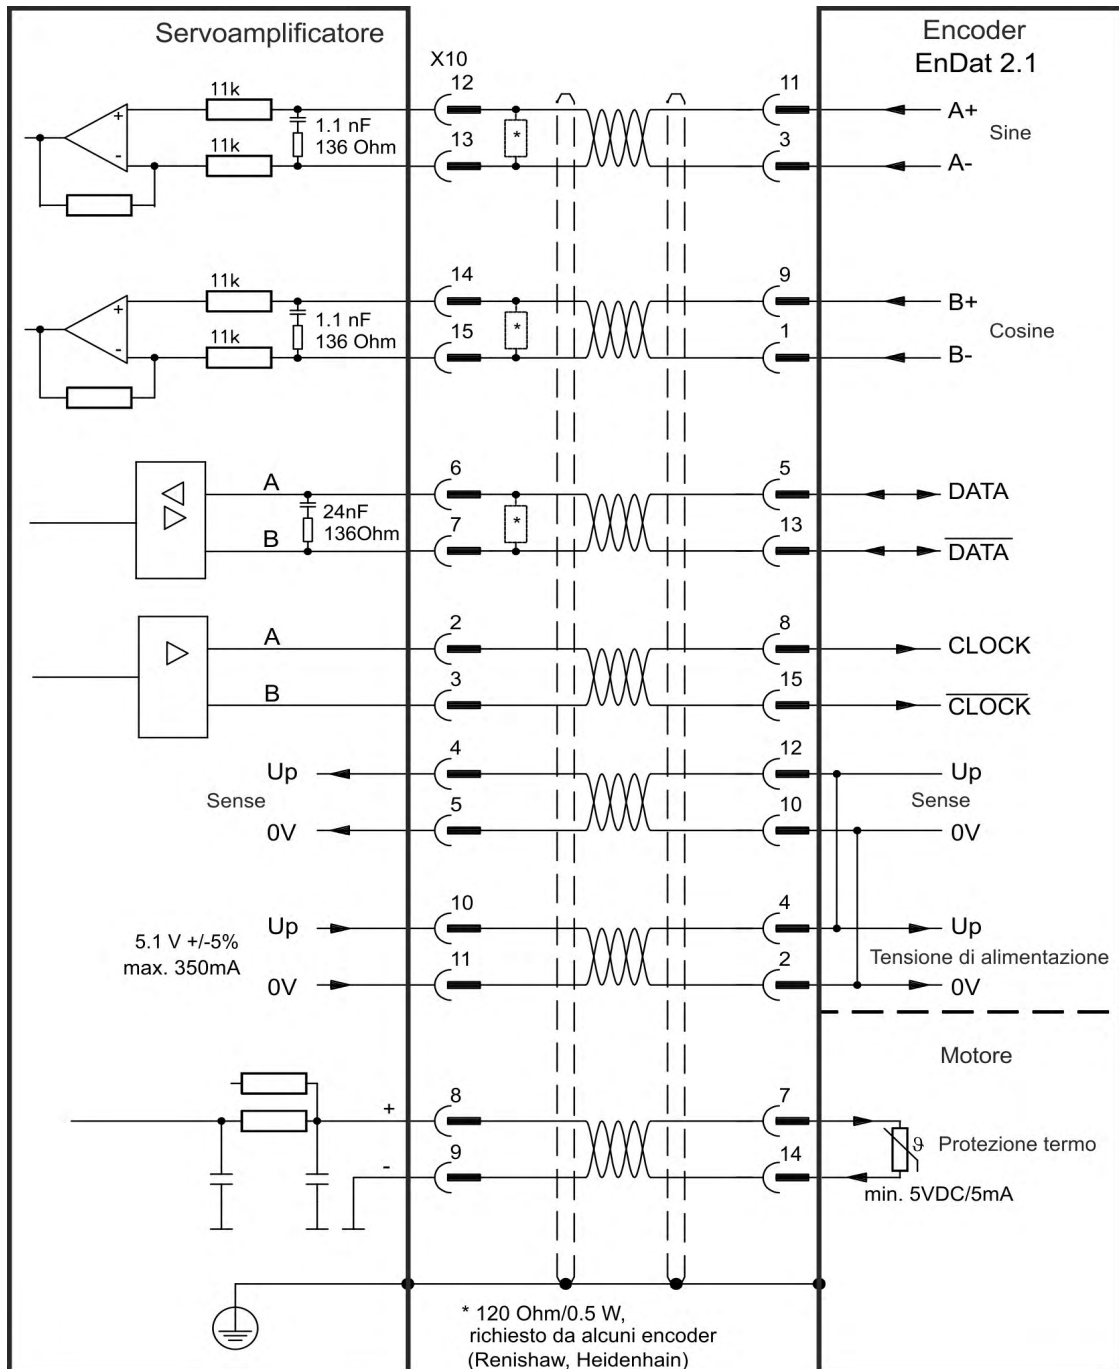 Servoamplificatore
Encoder
EnDat 2.1
X10
11k
12
11
A+
+
1.1 nF
*
Sine
136 Ohm
-
11k
13
3
A-
11k
14
9
B+
+
1.1 nF
*
Cosine
136 Ohm
-
11k
15
1
B-
A
6
5
DATA
24nF
*
136Ohm
B
7
13
DATA
A
2
8
CLOCK
B
3
15
CLOCK
Up
4
12
Up
Sense
Sense
0V
5
10
0V
Up
10
4
Up
5.1 V +/-5%
max. 350mA
Tensione di alimentazione
0V
11
2
0V
Motore
+
8
7
ϑ
Protezione termo
-
9
14
min. 5VDC/5mA
* 120 Ohm/0.5 W,
richiesto da alcuni encoder
(Renishaw, Heidenhain)